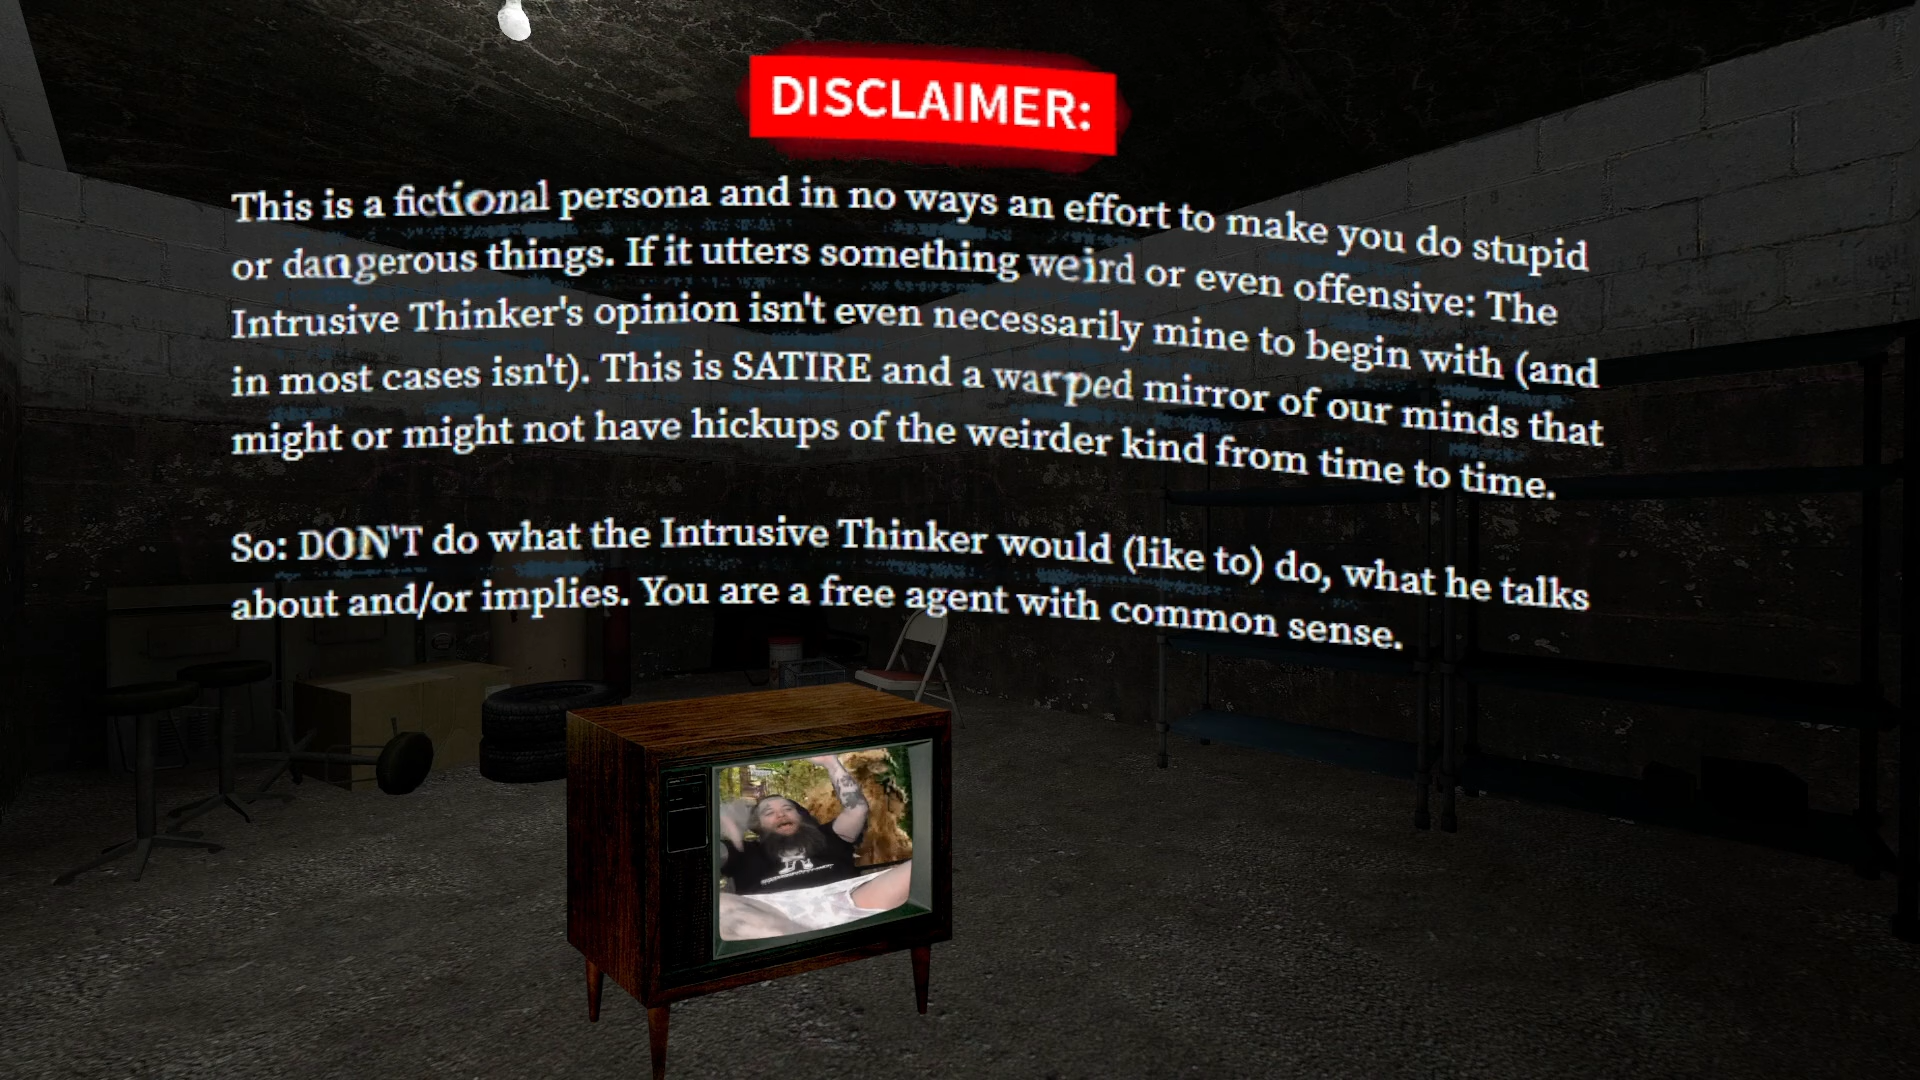 DISCLAIMER:
This is a fictional persona and in no ways an effort to make you do stupid
or dangerous things. If it utters something weird or even offensive: The
Intrusive Thinker's opinion isn't even necessarily mine to begin with (and
in most cases isn't). This is SATIRE and a warped mirror of our minds that
might or might not have hickups of the weirder kind from time to time.
So: DON'T do what the Intrusive Thinker would (like to) do, what he talks
about and/or implies. You are a free agent with common sense.